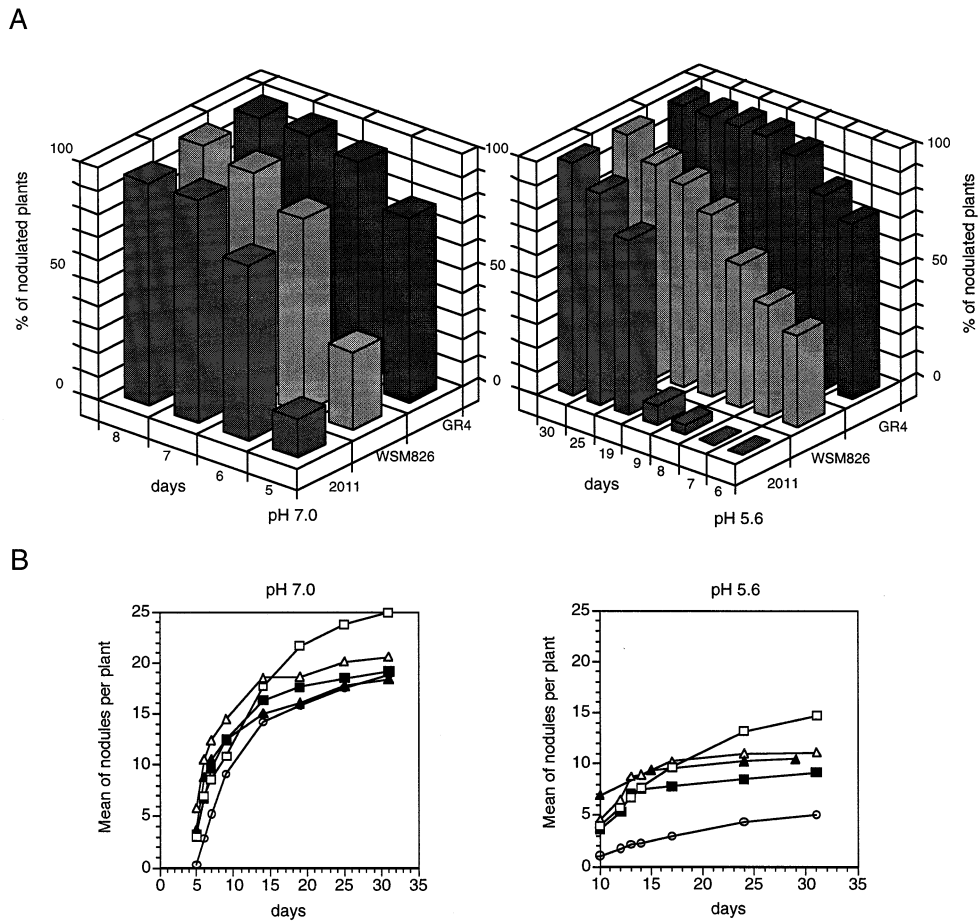 A
% of nodulated plants
100
50
0
8
7
6
5
days
2011
WSM826
GR4
pH 7.0
100
50
0
30
25
19
9
8
7
6
days
2011
WSM826
GR4
pH 5.6
100
50
0
% of nodulated plants
B
pH 7.0
Mean of nodules per plant
25
20
15
10
5
0
0 5 10 15 20 25 30 35
days
pH 5.6
Mean of nodules per plant
25
20
15
10
5
0
10 15 20 25 30 35
days